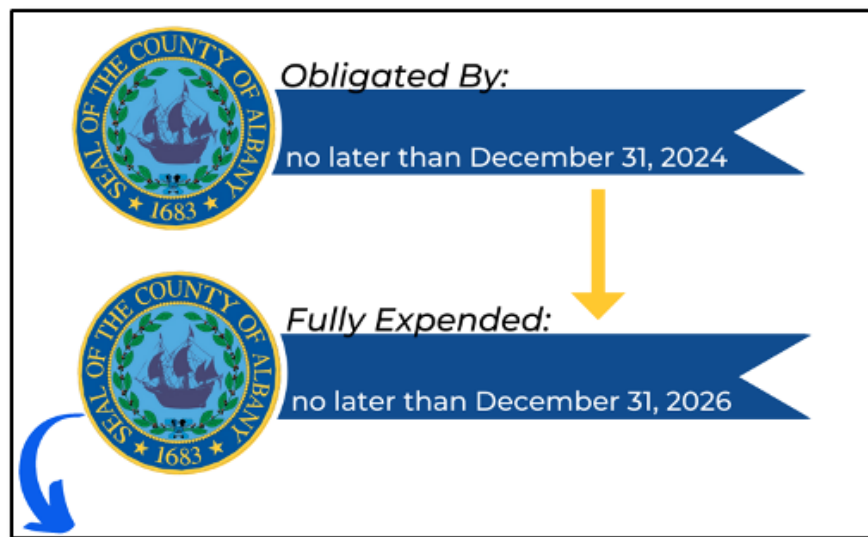 SEAL OF THE COUNTY OF ALBANY
1683
Obligated By:
no later than December 31, 2024
SEAL OF THE COUNTY OF ALBANY
1683
Fully Expended:
no later than December 31, 2026